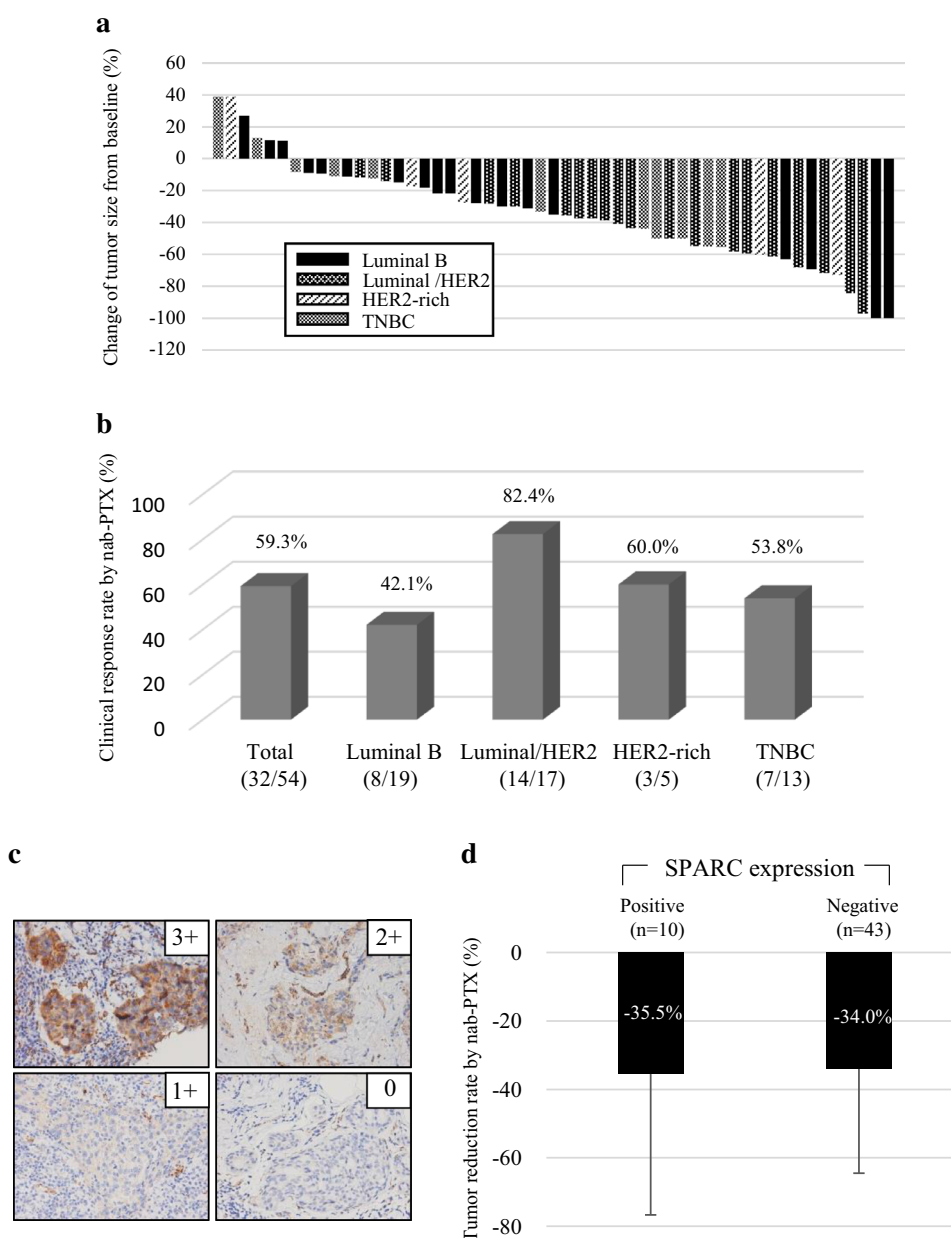 a
Change of tumor size from baseline (%)
60
40
20
0
-20
-40
-60
-80
-100
-120
Luminal B
Luminal /HER2
HER2-rich
TNBC
b
Clinical response rate by nab-PTX (%)
100
80
60
40
20
0
59.3%
42.1%
82.4%
60.0%
53.8%
Total Luminal B Luminal/HER2 HER2-rich TNBC
(32/54) (8/19) (14/17) (3/5) (7/13)
c
3+
2+
1+
0
d
SPARC expression
Positive Negative
(n=10) (n=43)
Tumor reduction rate by nab-PTX (%)
0
-20
-40
-60
-80
-35.5%
-34.0%